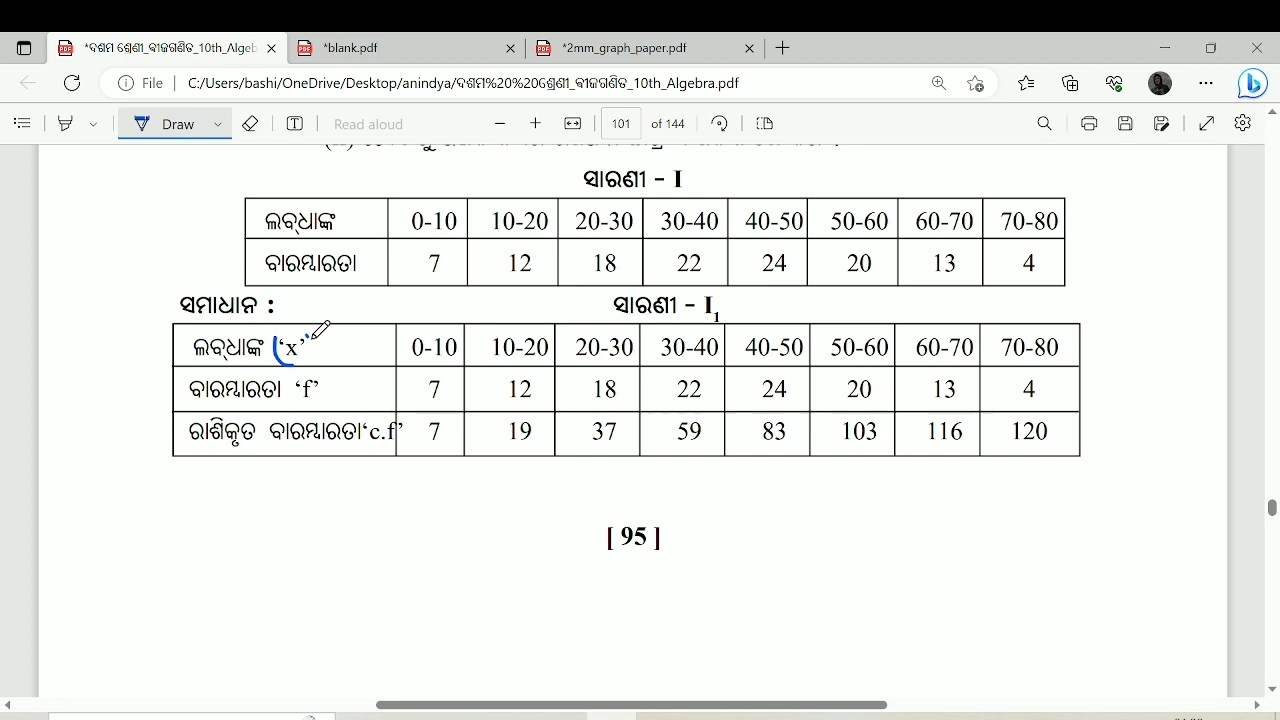 *ଦଶମ ଶ୍ରେଣୀ_ବୀଜଗଣିତ_10th_Algeb
*blank.pdf
*2mm_graph_paper.pdf
File
C:/Users/bashi/OneDrive/Desktop/anindya/ଦଶମ%20%20ଶ୍ରେଣୀ_ବୀଜଗଣିତ_10th_Algebra.pdf
Draw
Read aloud
101 of 144
ସାରଣୀ - I
ଲବ୍ଧାଙ୍କ 0-10 10-20 20-30 30-40 40-50 50-60 60-70 70-80
ବାରମ୍ବାରତା 7 12 18 22 24 20 13 4
ସମାଧାନ : ସାରଣୀ - I₁
ଲବ୍ଧାଙ୍କ ‘x’ 0-10 10-20 20-30 30-40 40-50 50-60 60-70 70-80
ବାରମ୍ବାରତା ‘f’ 7 12 18 22 24 20 13 4
ରାଶିକୃତ ବାରମ୍ବାରତା‘c.f’ 7 19 37 59 83 103 116 120
[ 95 ]